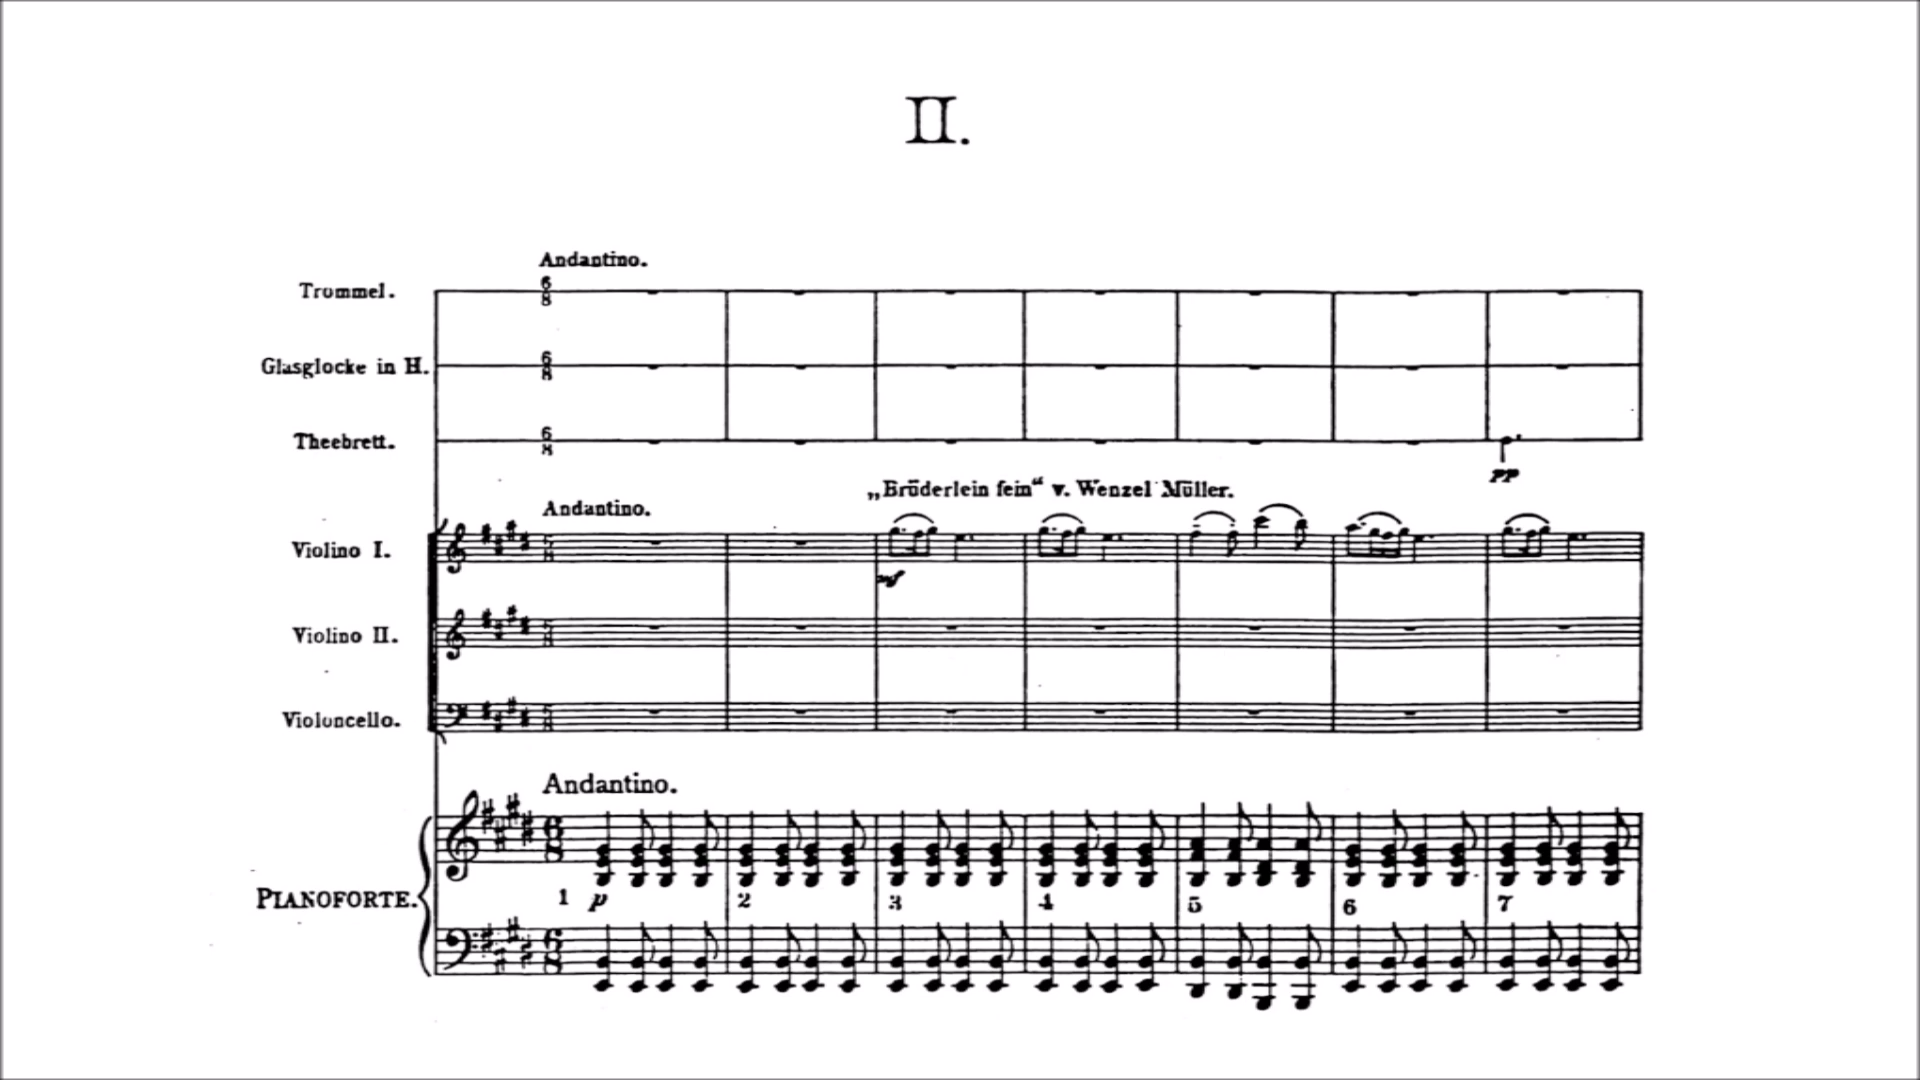 II.
Andantino.
Trommel.
Glasglocke in H.
Theebrett.
pp
„Brüderlein fein“ v. Wenzel Müller.
Andantino.
Violino I.
mf
Violino II.
Violoncello.
Andantino.
PIANOFORTE.
1 p 2 3 4 5 6 7